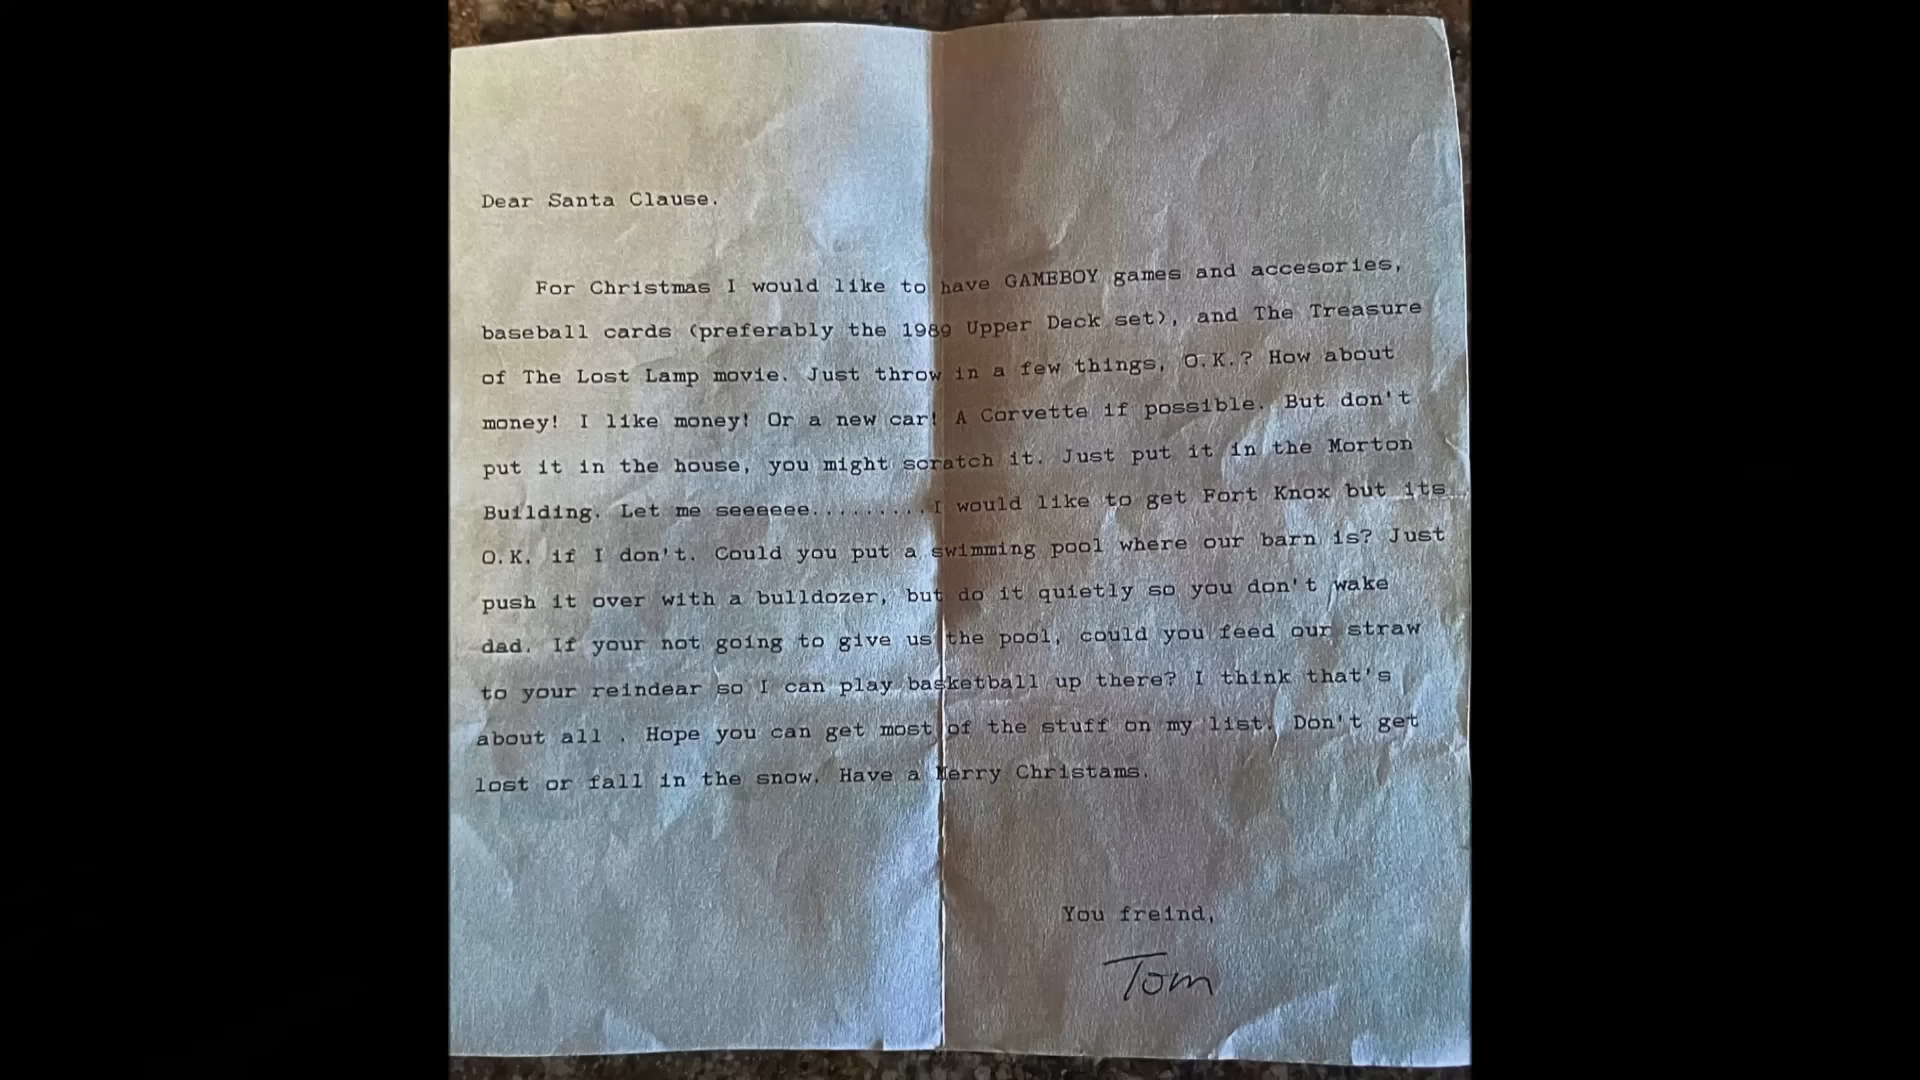 Dear Santa Clause.
For Christmas I would like to have GAMEBOY games and accesories,
baseball cards (preferably the 1989 Upper Deck set), and The Treasure
of The Lost Lamp movie. Just throw in a few things, O.K.? How about
money! I like money! Or a new car! A Corvette if possible. But don't
put it in the house, you might scratch it. Just put it in the Morton
Building. Let me seeeeee.........I would like to get Fort Knox but its
O.K. if I don't. Could you put a swimming pool where our barn is? Just
push it over with a bulldozer, but do it quietly so you don't wake
dad. If your not going to give us the pool, could you feed our straw
to your reindear so I can play basketball up there? I think that's
about all . Hope you can get most of the stuff on my list. Don't get
lost or fall in the snow. Have a Merry Christams.
You freind,
Tom